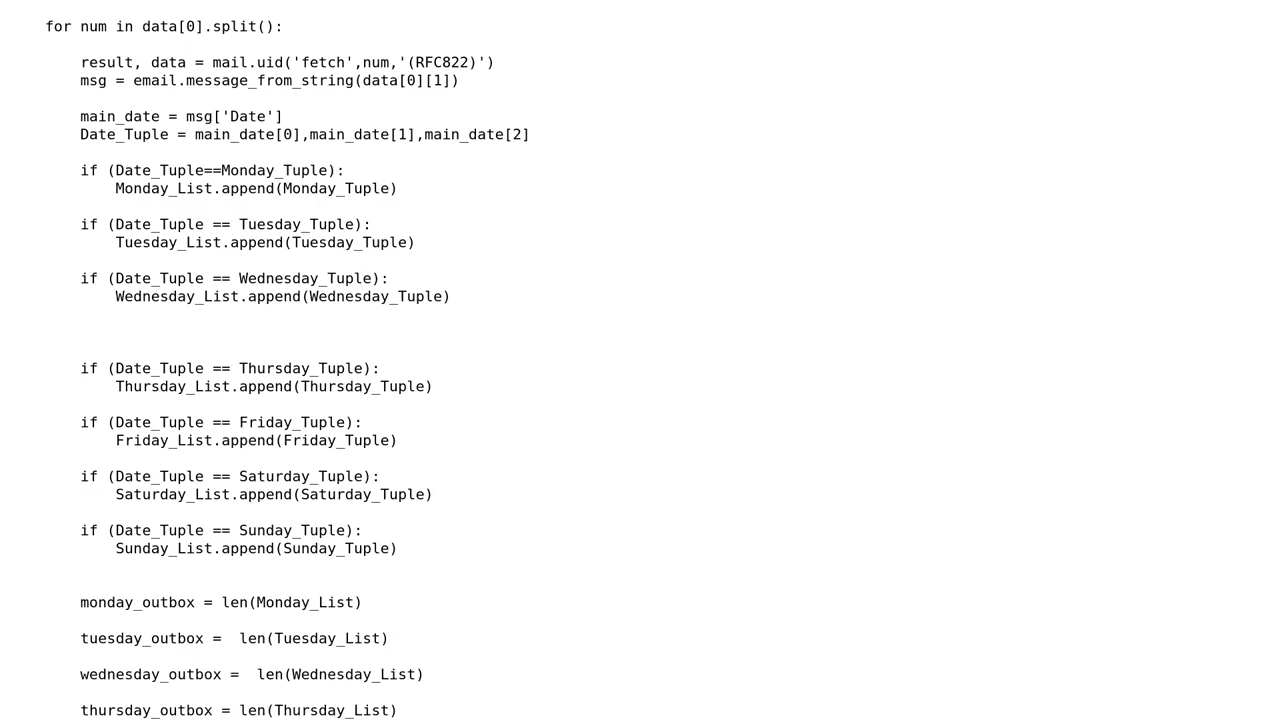 for num in data[0].split():
result, data = mail.uid('fetch',num,'(RFC822)')
msg = email.message_from_string(data[0][1])
main_date = msg['Date']
Date_Tuple = main_date[0],main_date[1],main_date[2]
if (Date_Tuple==Monday_Tuple):
Monday_List.append(Monday_Tuple)
if (Date_Tuple == Tuesday_Tuple):
Tuesday_List.append(Tuesday_Tuple)
if (Date_Tuple == Wednesday_Tuple):
Wednesday_List.append(Wednesday_Tuple)
if (Date_Tuple == Thursday_Tuple):
Thursday_List.append(Thursday_Tuple)
if (Date_Tuple == Friday_Tuple):
Friday_List.append(Friday_Tuple)
if (Date_Tuple == Saturday_Tuple):
Saturday_List.append(Saturday_Tuple)
if (Date_Tuple == Sunday_Tuple):
Sunday_List.append(Sunday_Tuple)
monday_outbox = len(Monday_List)
tuesday_outbox =  len(Tuesday_List)
wednesday_outbox =  len(Wednesday_List)
thursday_outbox = len(Thursday_List)